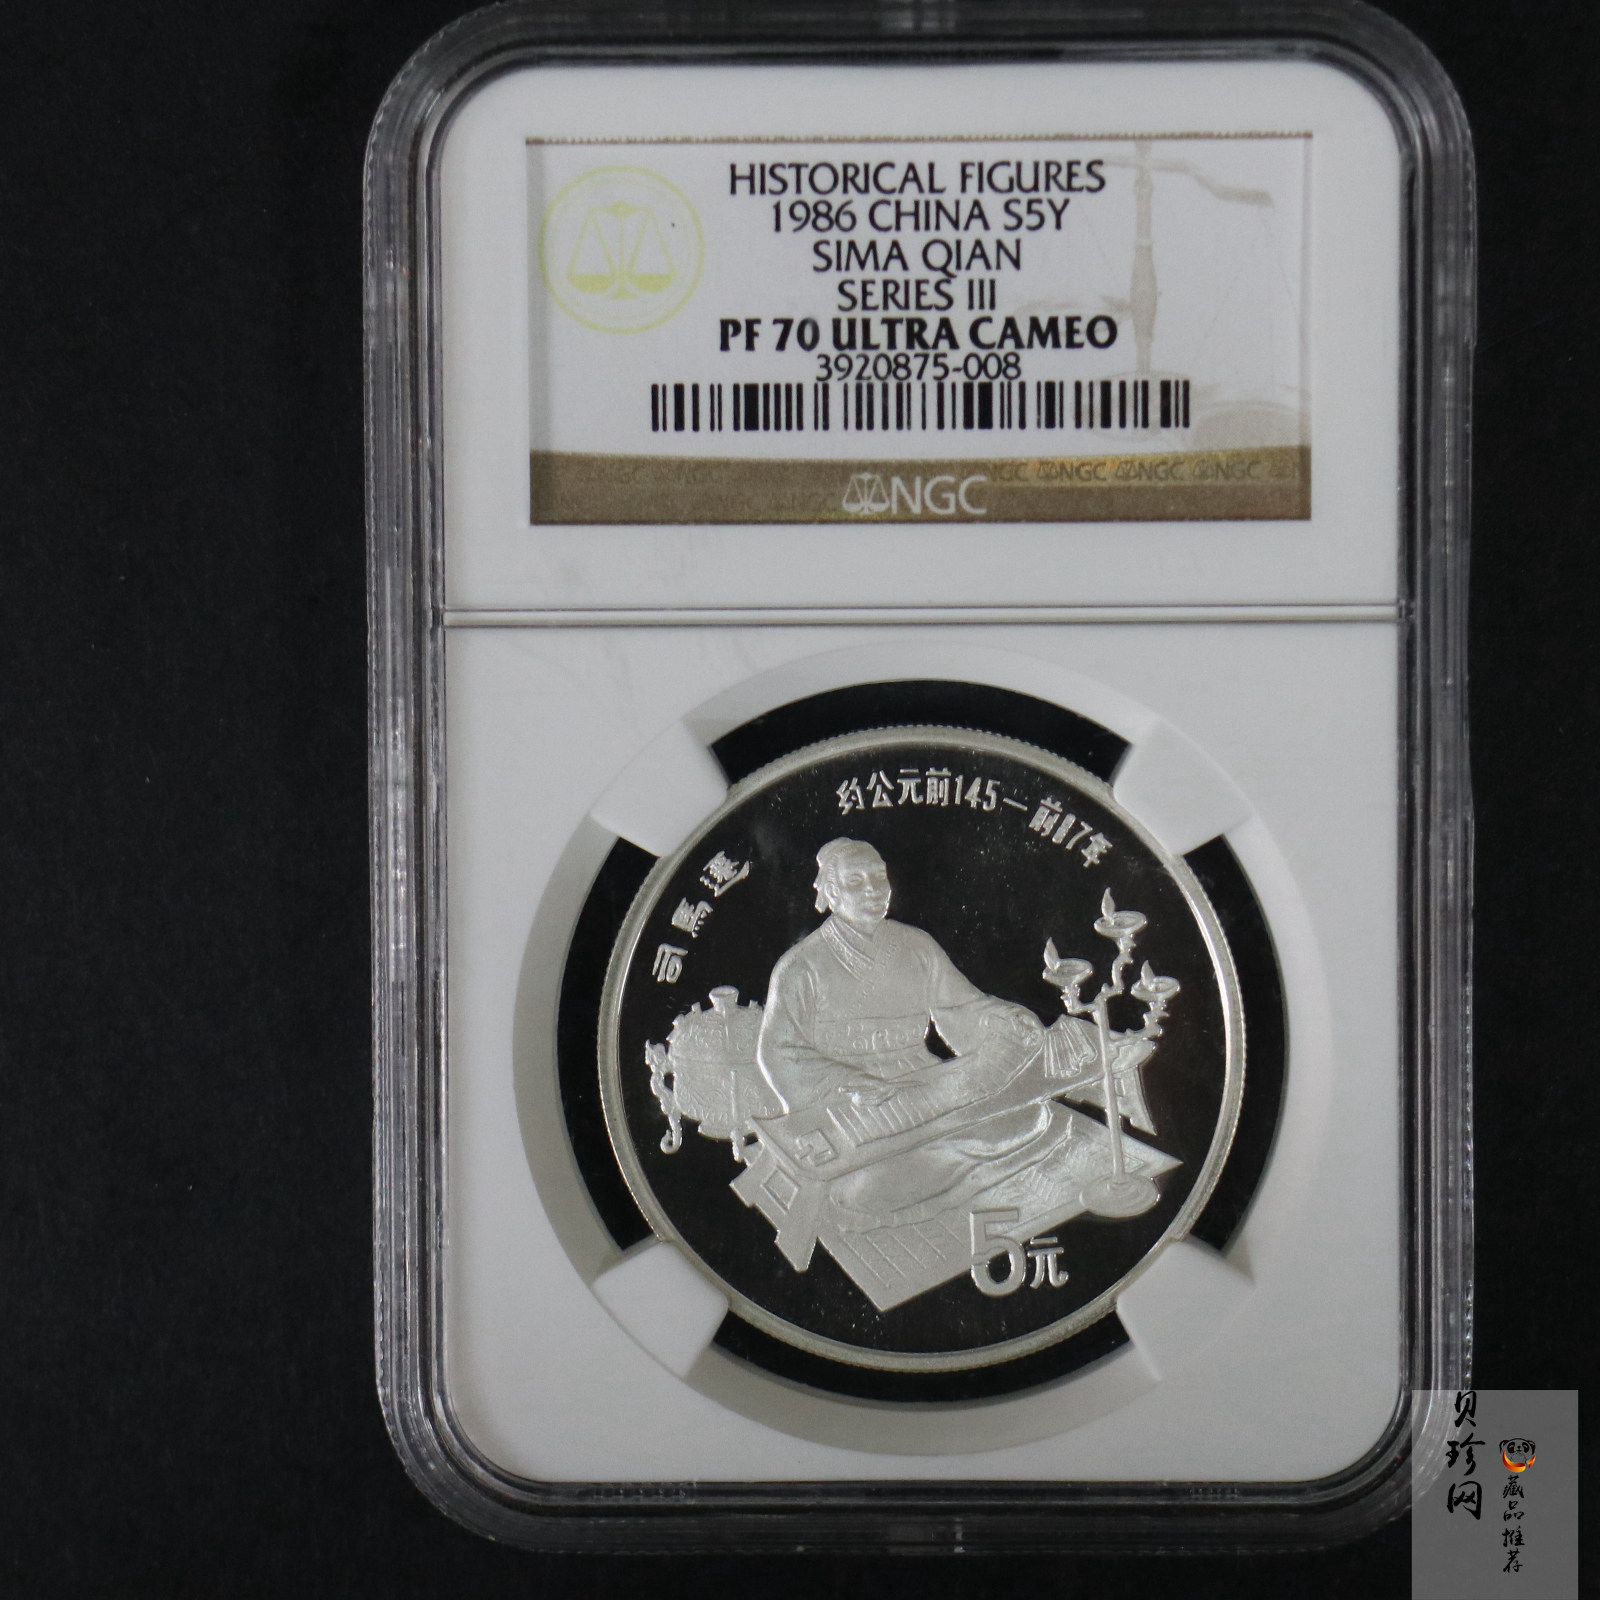 HISTORICAL FIGURES
1986 CHINA S5Y
SIMA QIAN
SERIES III
PF 70 ULTRA CAMEO
3920875-008
NGC NGC NGC NGC
NGC
约公元前145—前87年
司馬遷
5元
贝珍网
藏品推荐